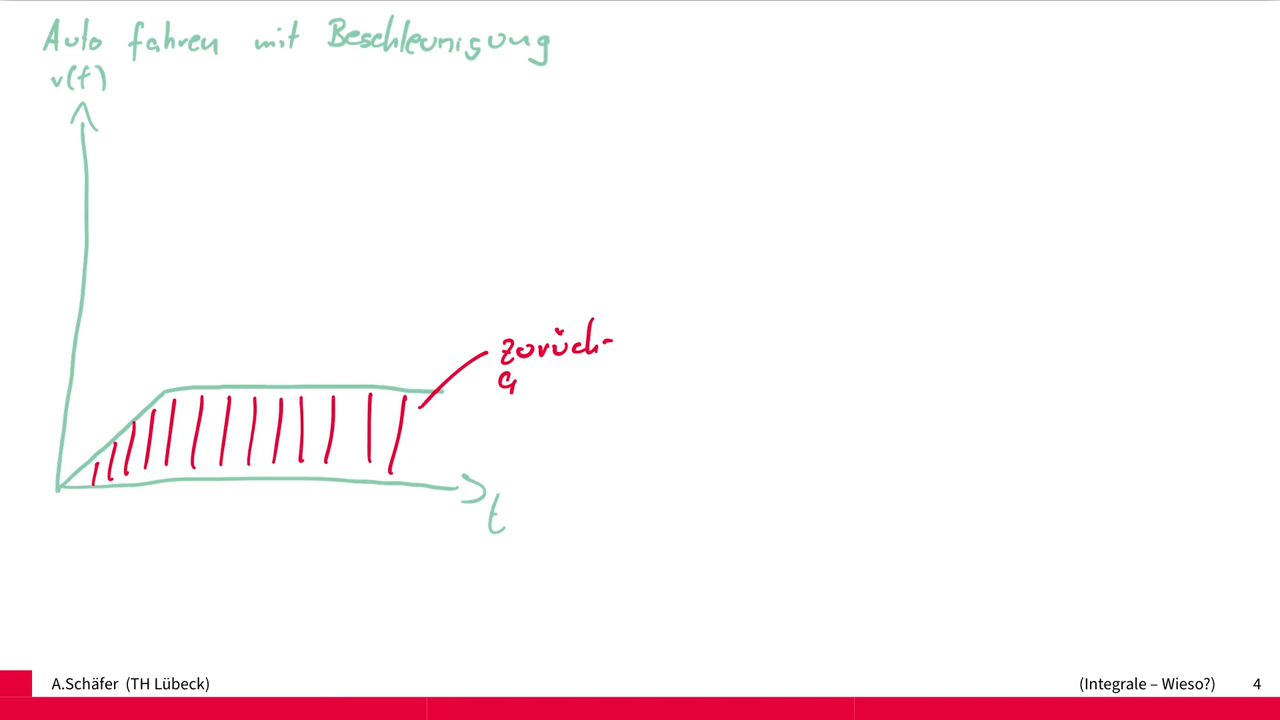 Auto fahren mit Beschleunigung
v(t)
Zurück-
G
t
A.Schäfer (TH Lübeck)
(Integrale – Wieso?) 4